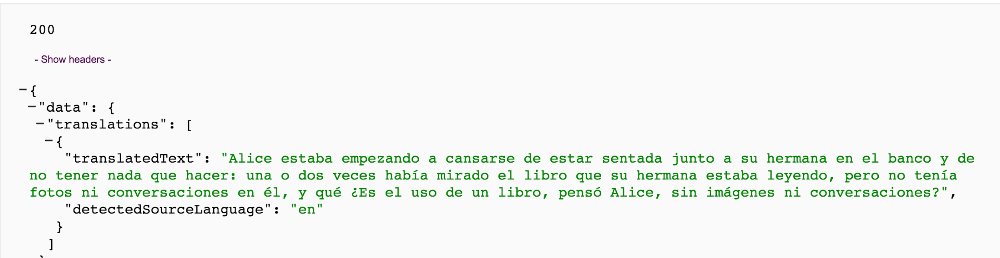 200
- Show headers -
-{
-"data": {
-"translations": [
-{
"translatedText": "Alice estaba empezando a cansarse de estar sentada junto a su hermana en el banco y de
no tener nada que hacer: una o dos veces había mirado el libro que su hermana estaba leyendo, pero no tenía
fotos ni conversaciones en él, y qué ¿Es el uso de un libro, pensó Alice, sin imágenes ni conversaciones?",
"detectedSourceLanguage": "en"
}
]
}